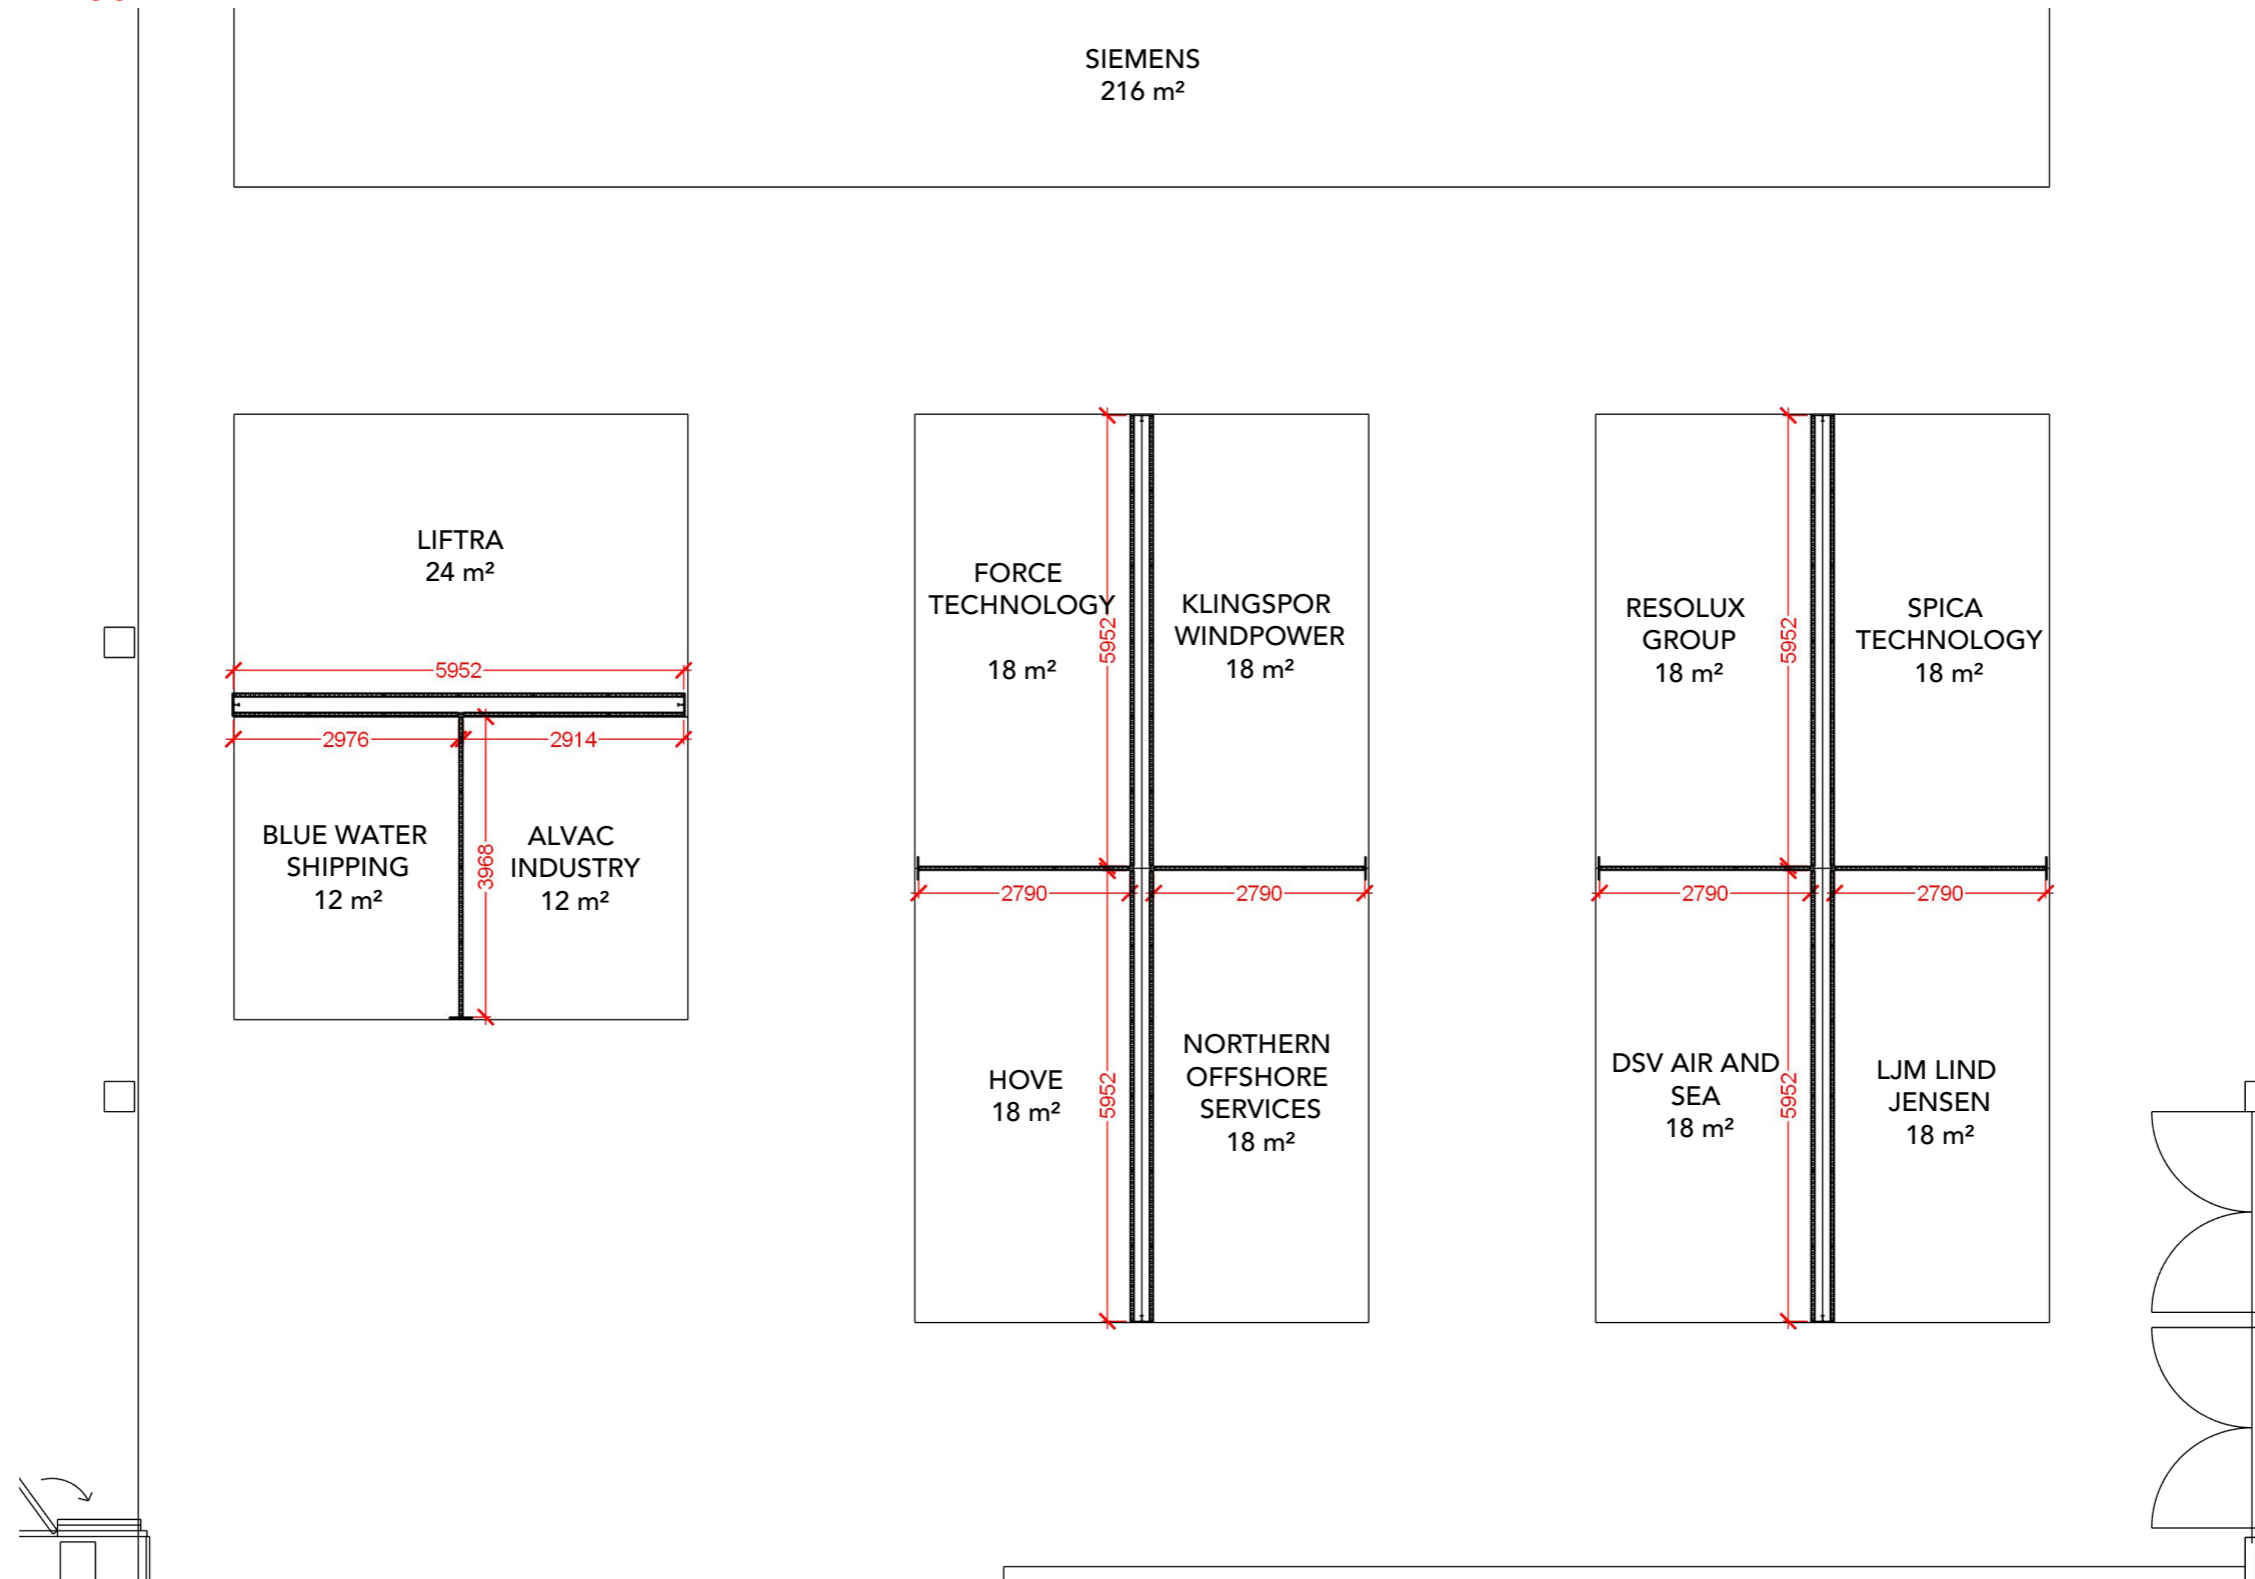 SIEMENS
216 m²
LIFTRA
24 m²
5952
2976
2914
BLUE WATER
SHIPPING
12 m²
3968
ALVAC
INDUSTRY
12 m²
FORCE
TECHNOLOGY
18 m²
5952
KLINGSPOR
WINDPOWER
18 m²
2790
2790
HOVE
18 m²
5952
NORTHERN
OFFSHORE
SERVICES
18 m²
RESOLUX
GROUP
18 m²
5952
SPICA
TECHNOLOGY
18 m²
2790
2790
DSV AIR AND
SEA
18 m²
5952
LJM LIND
JENSEN
18 m²